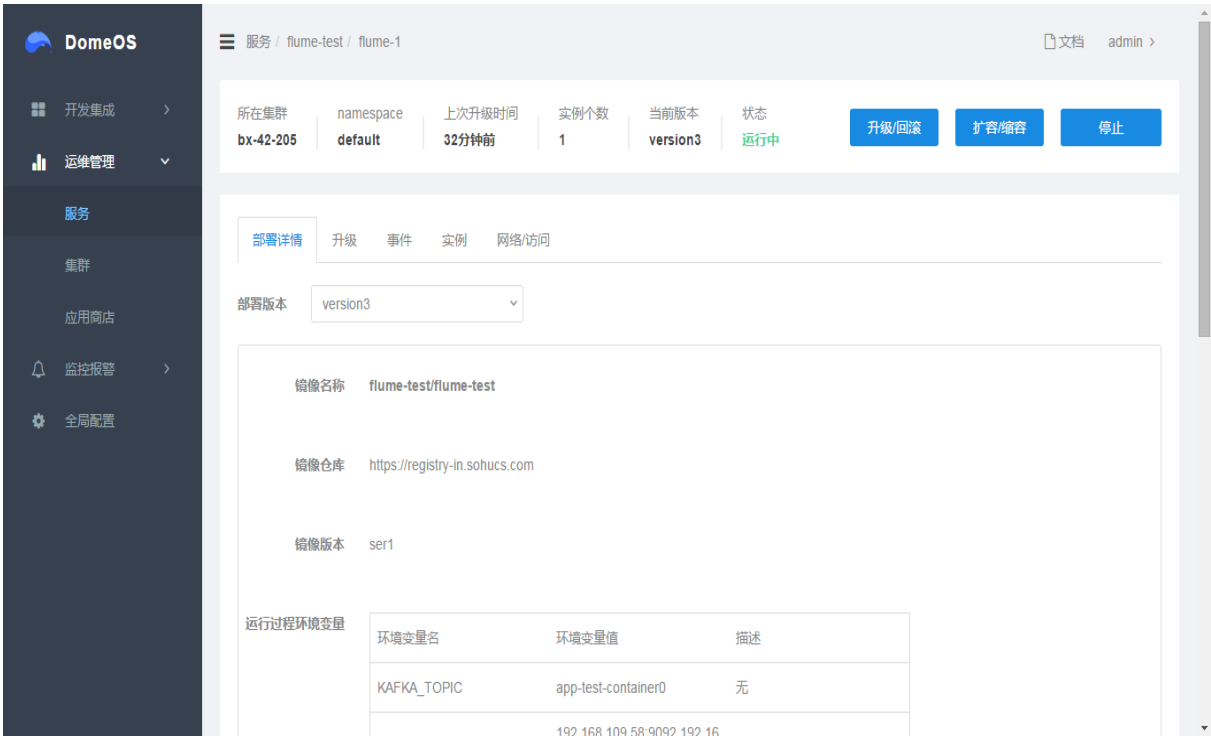 DomeOS
服务 / flume-test / flume-1
文档 admin
开发集成
运维管理
服务
集群
应用商店
监控报警
全局配置
所在集群 namespace 上次升级时间 实例个数 当前版本 状态
bx-42-205 default 32分钟前 1 version3 运行中
升级/回滚 扩容/缩容 停止
部署详情 升级 事件 实例 网络/访问
部署版本 version3
镜像名称 flume-test/flume-test
镜像仓库 https://registry-in.sohucs.com
镜像版本 ser1
运行过程环境变量
环境变量名 环境变量值 描述
KAFKA_TOPIC app-test-container0 无
192.168.109.58:9092,192.16